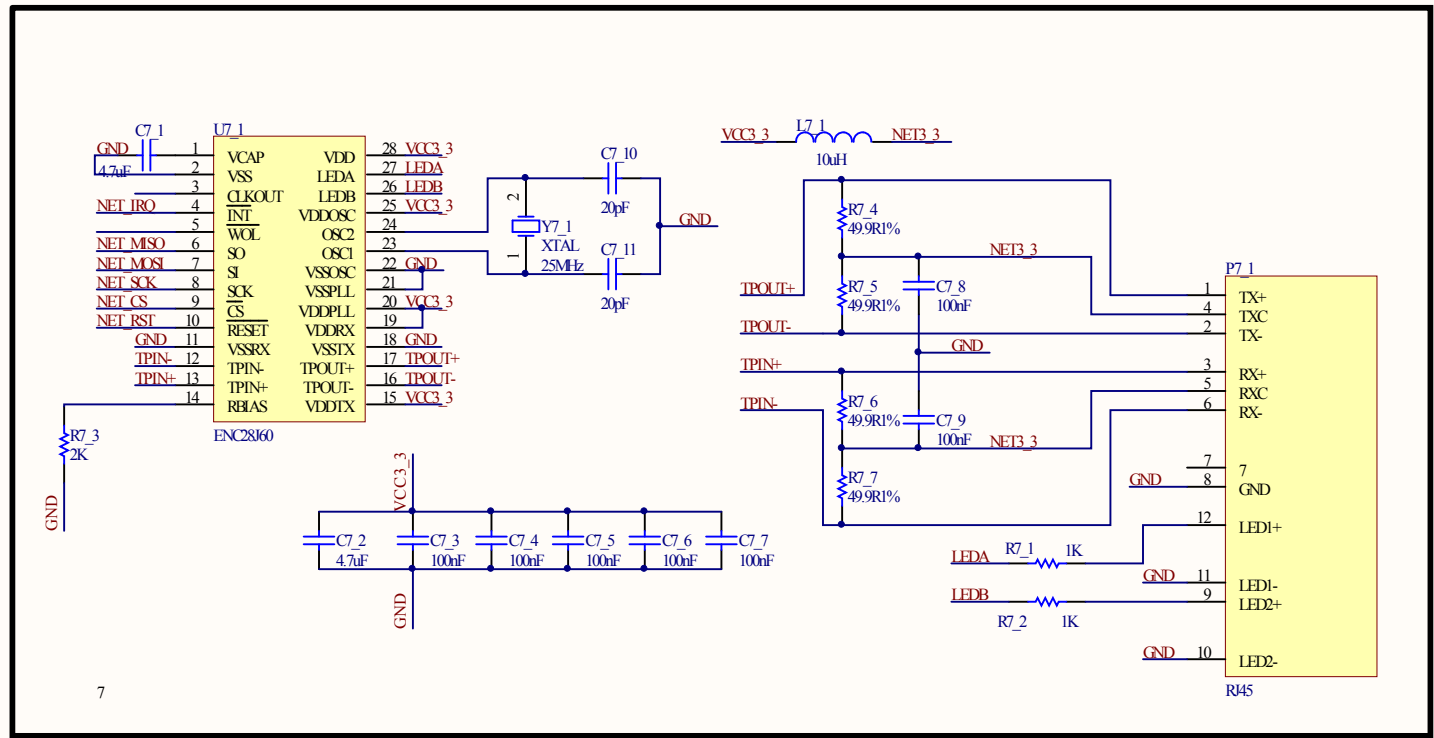 C7_1
GND
4.7uF
U7_1
1 VCAP
2 VSS
3 CLKOUT
NET_IRQ 4 INT
5 WOL
NET_MISO 6 SO
NET_MOSI 7 SI
NET_SCK 8 SCK
NET_CS 9 CS
NET_RST 10 RESET
GND 11 VSSRX
TPIN- 12 TPIN-
TPIN+ 13 TPIN+
14 RBIAS
VDD 28 VCC3_3
LEDA 27 LEDA
LEDB 26 LEDB
VDDOSC 25 VCC3_3
OSC2 24
OSC1 23
VSSOSC 22 GND
VSSPLL 21
VDDPLL 20 VCC3_3
VDDRX 19
VSSTX 18 GND
TPOUT+ 17 TPOUT+
TPOUT- 16 TPOUT-
VDDTX 15 VCC3_3
ENC28J60
R7_3
2K
GND
C7_10
20pF
2
Y7_1
XTAL
25MHz
1
C7_11
20pF
GND
VCC3_3
GND
C7_2
4.7uF
C7_3
100nF
C7_4
100nF
C7_5
100nF
C7_6
100nF
C7_7
100nF
VCC3_3
L7_1
10uH
NET3_3
R7_4
49.9R1%
NET3_3
TPOUT+
R7_5
49.9R1%
C7_8
100nF
TPOUT-
GND
TPIN+
TPIN-
R7_6
49.9R1%
C7_9
100nF
NET3_3
R7_7
49.9R1%
P7_1
1 TX+
4 TXC
2 TX-
3 RX+
5 RXC
6 RX-
7 7
GND 8 GND
12 LED1+
LEDA R7_1 1K
GND 11 LED1-
LEDB R7_2 1K
9 LED2+
GND 10 LED2-
RJ45
7